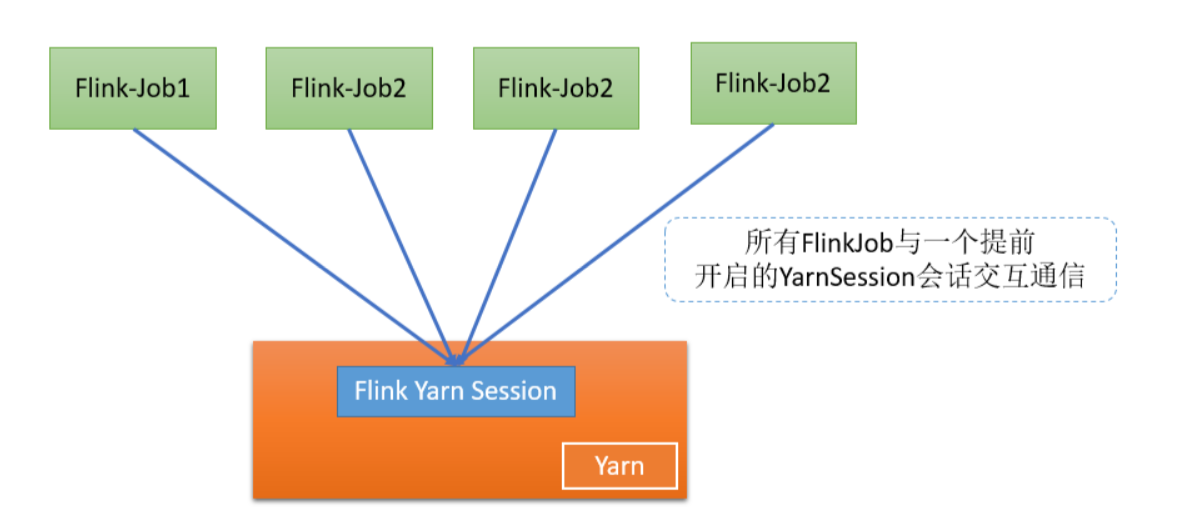 Flink-Job1
Flink-Job2
Flink-Job2
Flink-Job2
所有FlinkJob与一个提前
开启的YarnSession会话交互通信
Flink Yarn Session
Yarn